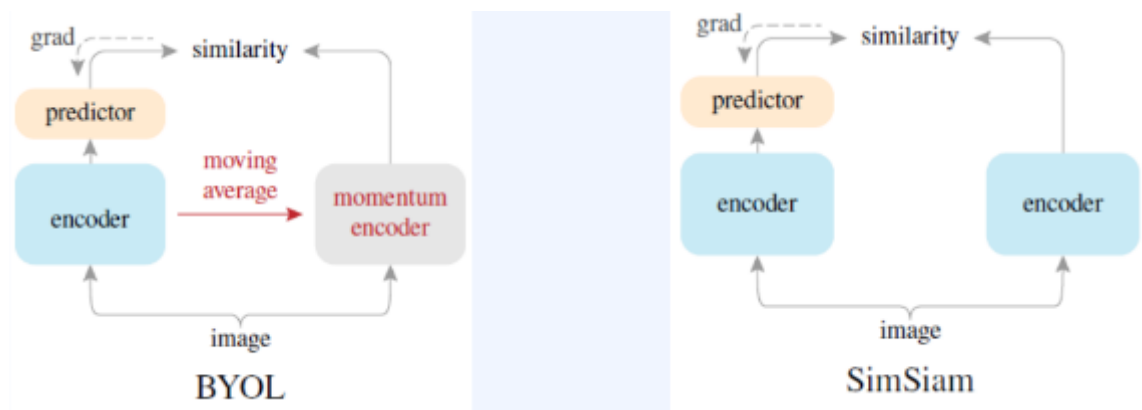 grad
similarity
predictor
moving
average
encoder
momentum
encoder
image
BYOL
grad
similarity
predictor
encoder
encoder
image
SimSiam